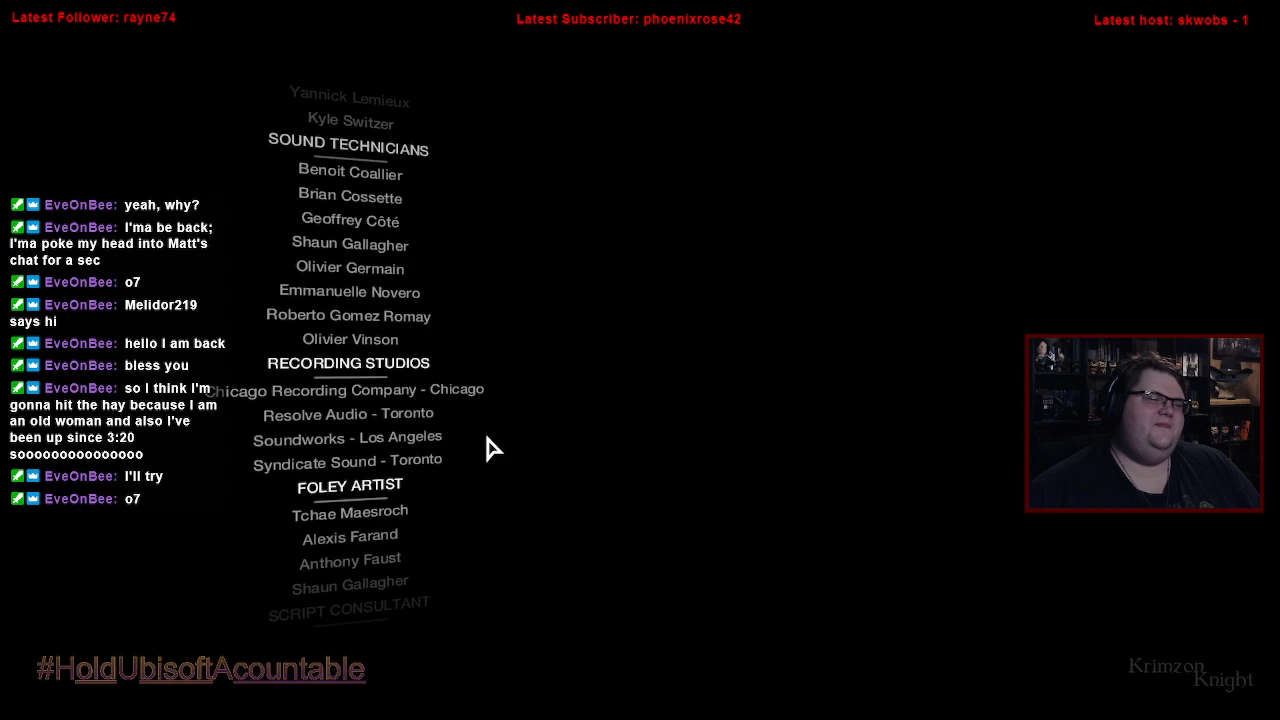 Latest Follower: rayne74
Latest Subscriber: phoenixrose42
Latest host: skwobs - 1
Yannick Lemieux
Kyle Switzer
SOUND TECHNICIANS
Benoit Coallier
Brian Cossette
Geoffrey Côté
Shaun Gallagher
Olivier Germain
Emmanuelle Novero
Roberto Gomez Romay
Olivier Vinson
RECORDING STUDIOS
Chicago Recording Company - Chicago
Resolve Audio - Toronto
Soundworks - Los Angeles
Syndicate Sound - Toronto
FOLEY ARTIST
Tchae Maesroch
Alexis Farand
Anthony Faust
Shaun Gallagher
SCRIPT CONSULTANT
EveOnBee: yeah, why?
EveOnBee: I'ma be back;
I'ma poke my head into Matt's
chat for a sec
EveOnBee: o7
EveOnBee: Melidor219
says hi
EveOnBee: hello I am back
EveOnBee: bless you
EveOnBee: so I think I'm
gonna hit the hay because I am
an old woman and also I've
been up since 3:20
sooooooooooooooo
EveOnBee: I'll try
EveOnBee: o7
#HoldUbisoftAcountable
Krimzon
Knight